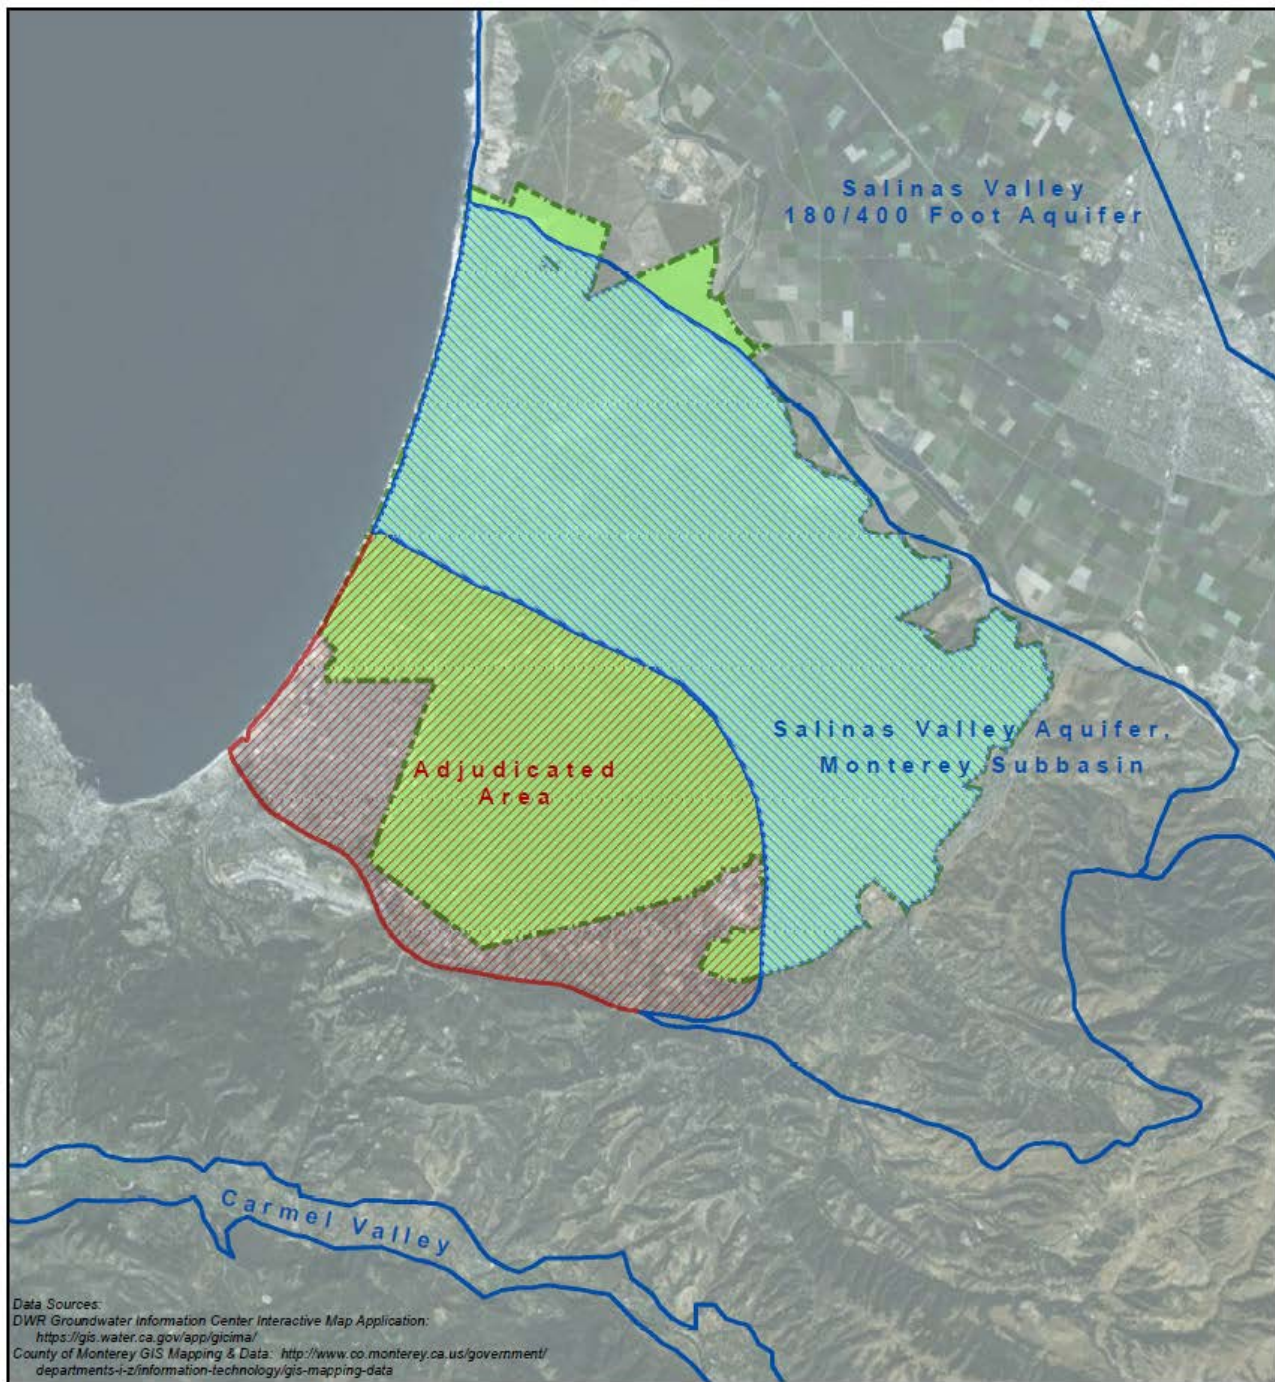 Salinas Valley
180/400 Foot Aquifer
Salinas Valley Aquifer,
Monterey Subbasin
Adjudicated
Area
Carmel Valley
Data Sources:
DWR Groundwater Information Center Interactive Map Application:
https://gis.water.ca.gov/app/gicima/
County of Monterey GIS Mapping & Data: http://www.co.monterey.ca.us/government/
departments-i-z/information-technology/gis-mapping-data